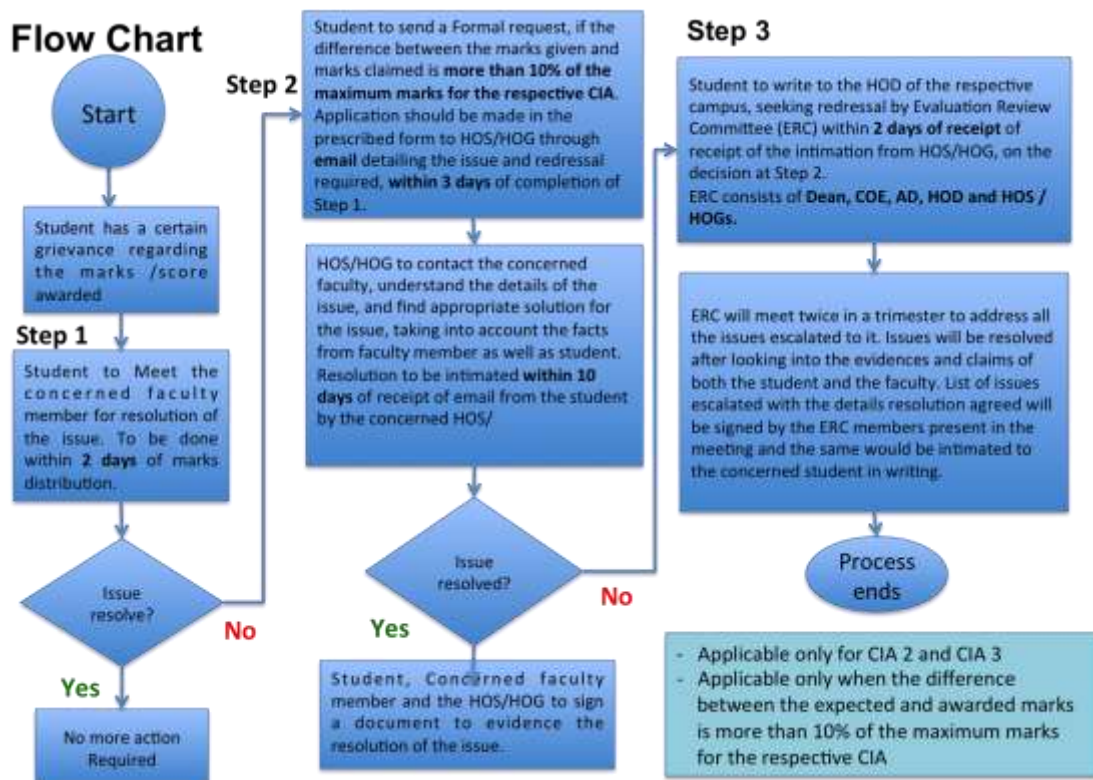 Flow Chart
Start
Student has a certain
grievance regarding
the marks /score
awarded
Step 1
Student to Meet the
concerned faculty
member for resolution of
the issue. To be done
within 2 days of marks
distribution.
Issue
resolve?
No
Yes
No more action
Required
Step 2
Student to send a Formal request, if the
difference between the marks given and
marks claimed is more than 10% of the
maximum marks for the respective CIA.
Application should be made in the
prescribed form to HOS/HOG through
email detailing the issue and redressal
required, within 3 days of completion of
Step 1.
HOS/HOG to contact the concerned
faculty, understand the details of the
issue, and find appropriate solution for
the issue, taking into account the facts
from faculty member as well as student.
Resolution to be intimated within 10
days of receipt of email from the student
by the concerned HOS/
Issue
resolved?
No
Yes
Student, Concerned faculty
member and the HOS/HOG to sign
a document to evidence the
resolution of the issue.
Step 3
Student to write to the HOD of the respective
campus, seeking redressal by Evaluation Review
Committee (ERC) within 2 days of receipt of
receipt of the intimation from HOS/HOG, on the
decision at Step 2.
ERC consists of Dean, COE, AD, HOD and HOS /
HOGs.
ERC will meet twice in a trimester to address all
the issues escalated to it. Issues will be resolved
after looking into the evidences and claims of
both the student and the faculty. List of issues
escalated with the details resolution agreed will
be signed by the ERC members present in the
meeting and the same would be intimated to
the concerned student in writing.
Process
ends
- Applicable only for CIA 2 and CIA 3
- Applicable only when the difference
between the expected and awarded marks
is more than 10% of the maximum marks
for the respective CIA